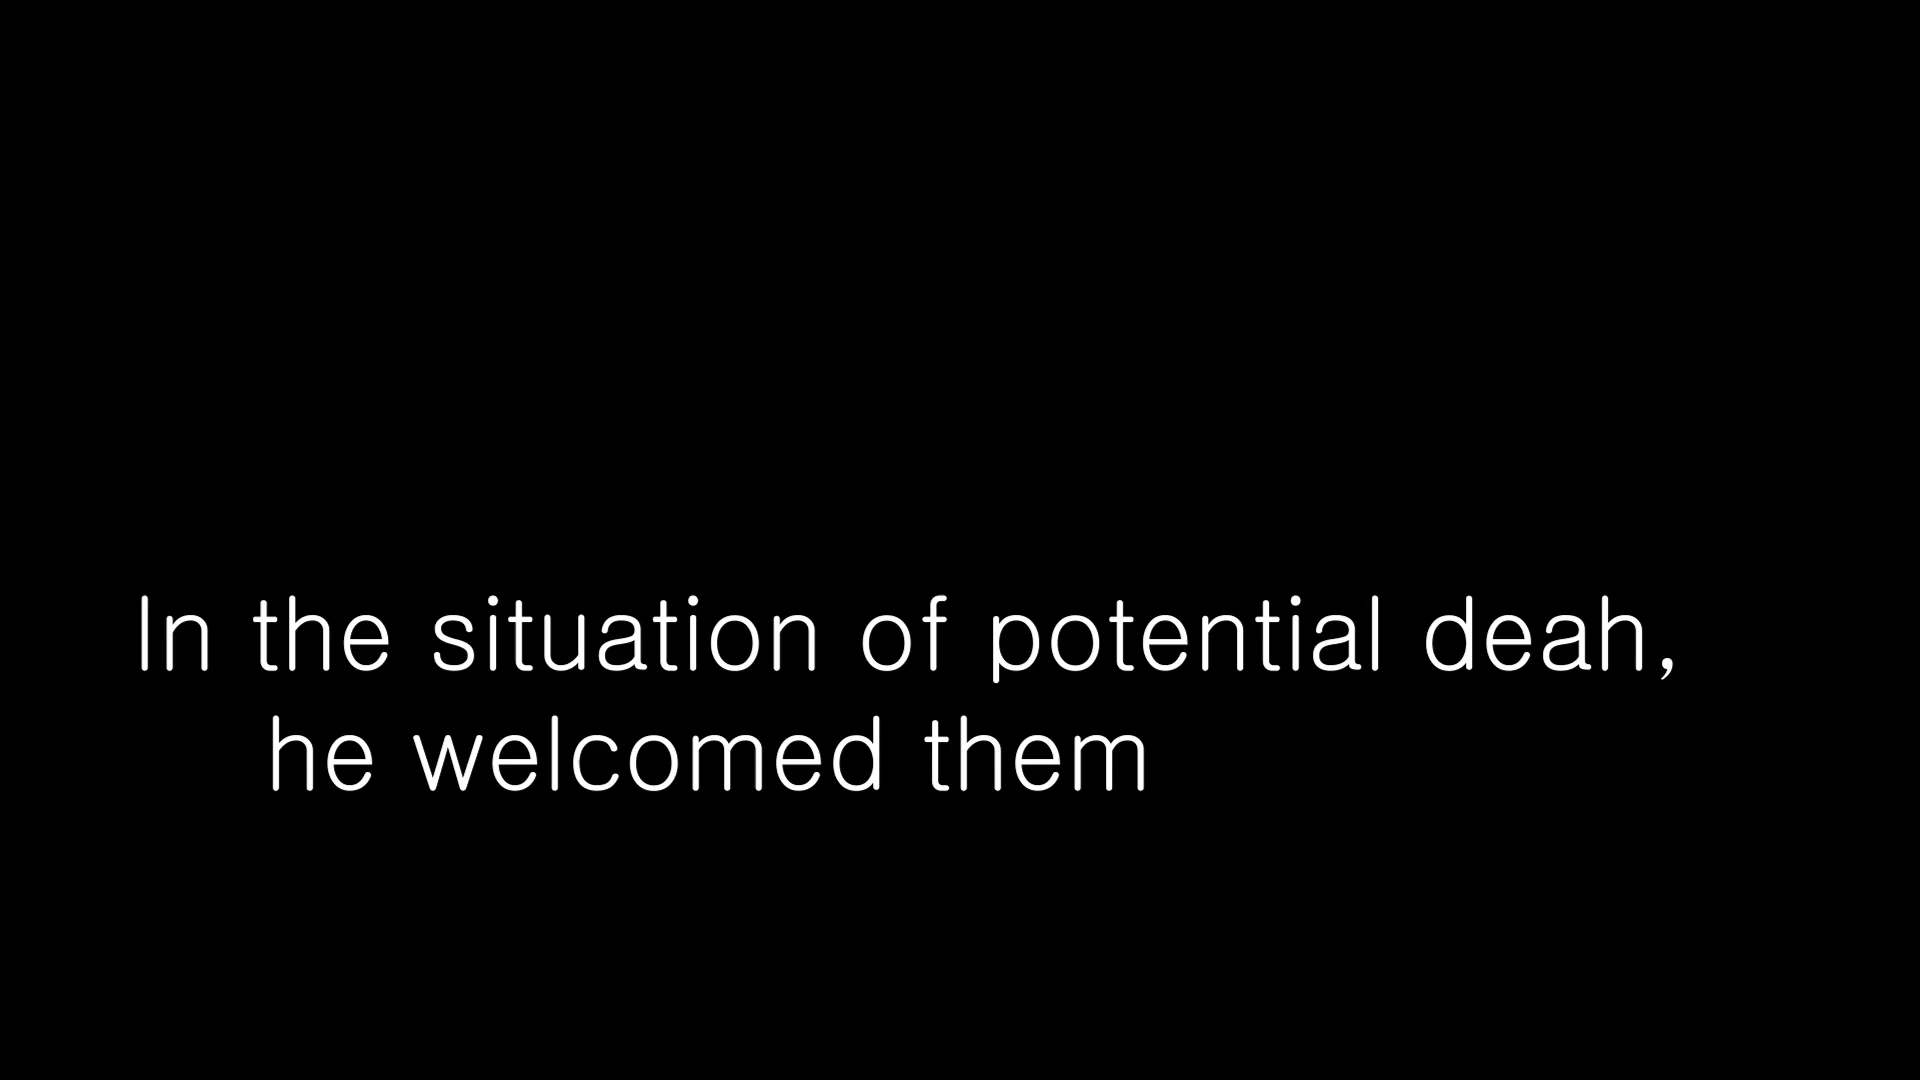 In the situation of potential deah,
he welcomed them